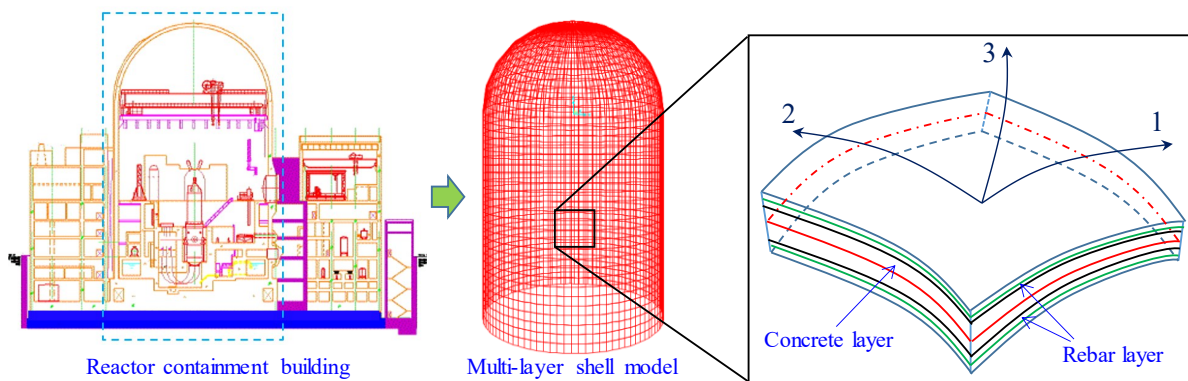 3
2
1
Concrete layer
Rebar layer
Reactor containment building
Multi-layer shell model